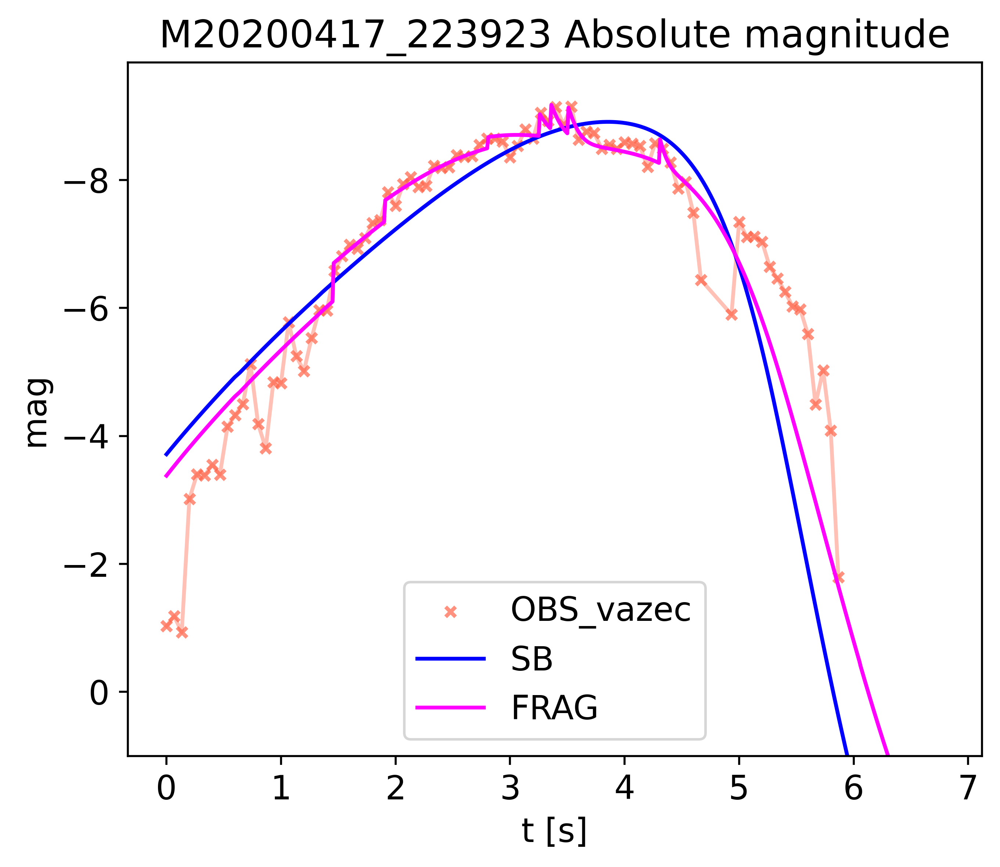 M20200417_223923 Absolute magnitude
mag
−8
−6
−4
−2
0
OBS_vazec
SB
FRAG
0 1 2 3 4 5 6 7
t [s]